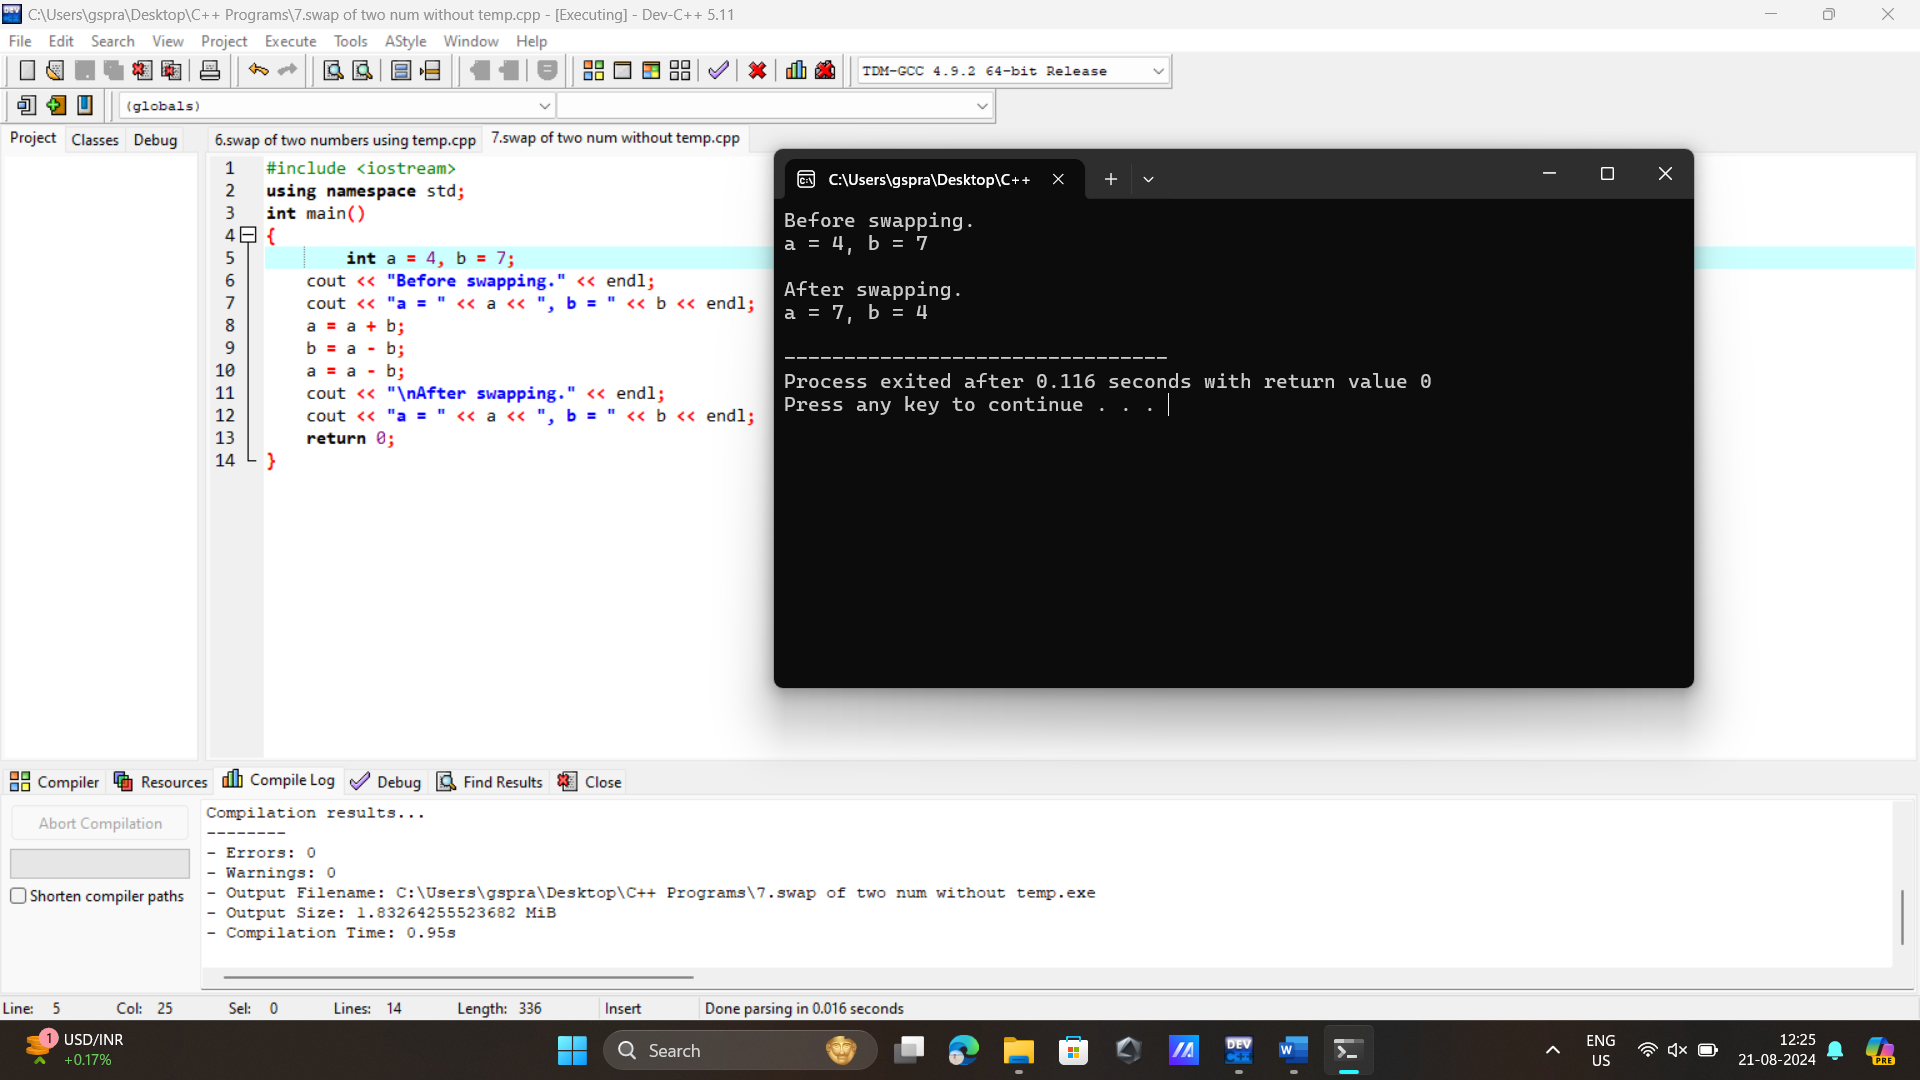 C:\Users\gspra\Desktop\C++ Programs\7.swap of two num without temp.cpp - [Executing] - Dev-C++ 5.11
File Edit Search View Project Execute Tools AStyle Window Help
TDM-GCC 4.9.2 64-bit Release
(globals)
Project Classes Debug
6.swap of two numbers using temp.cpp 7.swap of two num without temp.cpp
1 #include <iostream>
2 using namespace std;
3 int main()
4 {
5 int a = 4, b = 7;
6 cout << "Before swapping." << endl;
7 cout << "a = " << a << ", b = " << b << endl;
8 a = a + b;
9 b = a - b;
10 a = a - b;
11 cout << "\nAfter swapping." << endl;
12 cout << "a = " << a << ", b = " << b << endl;
13 return 0;
14 }
C:\Users\gspra\Desktop\C++
Before swapping.
a = 4, b = 7
After swapping.
a = 7, b = 4
--------------------------------
Process exited after 0.116 seconds with return value 0
Press any key to continue . . .
Compiler Resources Compile Log Debug Find Results Close
Abort Compilation
Shorten compiler paths
Compilation results...
--------
- Errors: 0
- Warnings: 0
- Output Filename: C:\Users\gspra\Desktop\C++ Programs\7.swap of two num without temp.exe
- Output Size: 1.83264255523682 MiB
- Compilation Time: 0.95s
Line: 5 Col: 25 Sel: 0 Lines: 14 Length: 336 Insert Done parsing in 0.016 seconds
1
USD/INR
+0.17%
Search
DEV
C++
W
ENG
US
12:25
21-08-2024
PRE